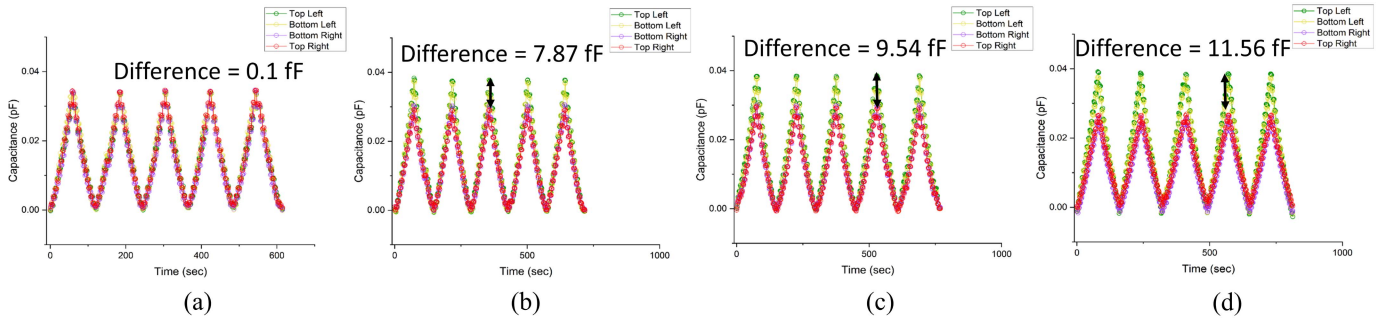 Top Left
Bottom Left
Bottom Right
Top Right
Difference = 0.1 fF
Capacitance (pF)
0.04
0.02
0.00
0
200
400
600
Time (sec)
(a)
Top Left
Bottom Left
Bottom Right
Top Right
Difference = 7.87 fF
Capacitance (pF)
0.04
0.02
0.00
0
500
1000
Time (sec)
(b)
Top Left
Bottom Left
Bottom Right
Top Right
Difference = 9.54 fF
Capacitance (pF)
0.04
0.02
0.00
0
500
1000
Time (sec)
(c)
Top Left
Bottom Left
Bottom Right
Top Right
Difference = 11.56 fF
Capacitance (pF)
0.04
0.02
0.00
0
500
1000
Time (sec)
(d)